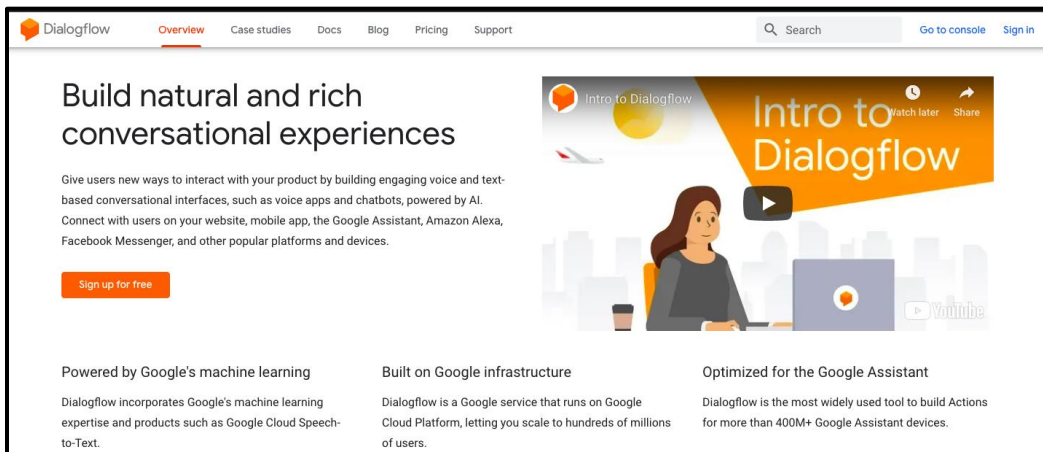 Dialogflow Overview Case studies Docs Blog Pricing Support Search Go to console Sign in
Build natural and rich
conversational experiences
Give users new ways to interact with your product by building engaging voice and text-
based conversational interfaces, such as voice apps and chatbots, powered by AI.
Connect with users on your website, mobile app, the Google Assistant, Amazon Alexa,
Facebook Messenger, and other popular platforms and devices.
Sign up for free
Intro to Dialogflow
Watch later Share
Intro to
Dialogflow
YouTube
Powered by Google's machine learning
Dialogflow incorporates Google's machine learning
expertise and products such as Google Cloud Speech-
to-Text.
Built on Google infrastructure
Dialogflow is a Google service that runs on Google
Cloud Platform, letting you scale to hundreds of millions
of users.
Optimized for the Google Assistant
Dialogflow is the most widely used tool to build Actions
for more than 400M+ Google Assistant devices.